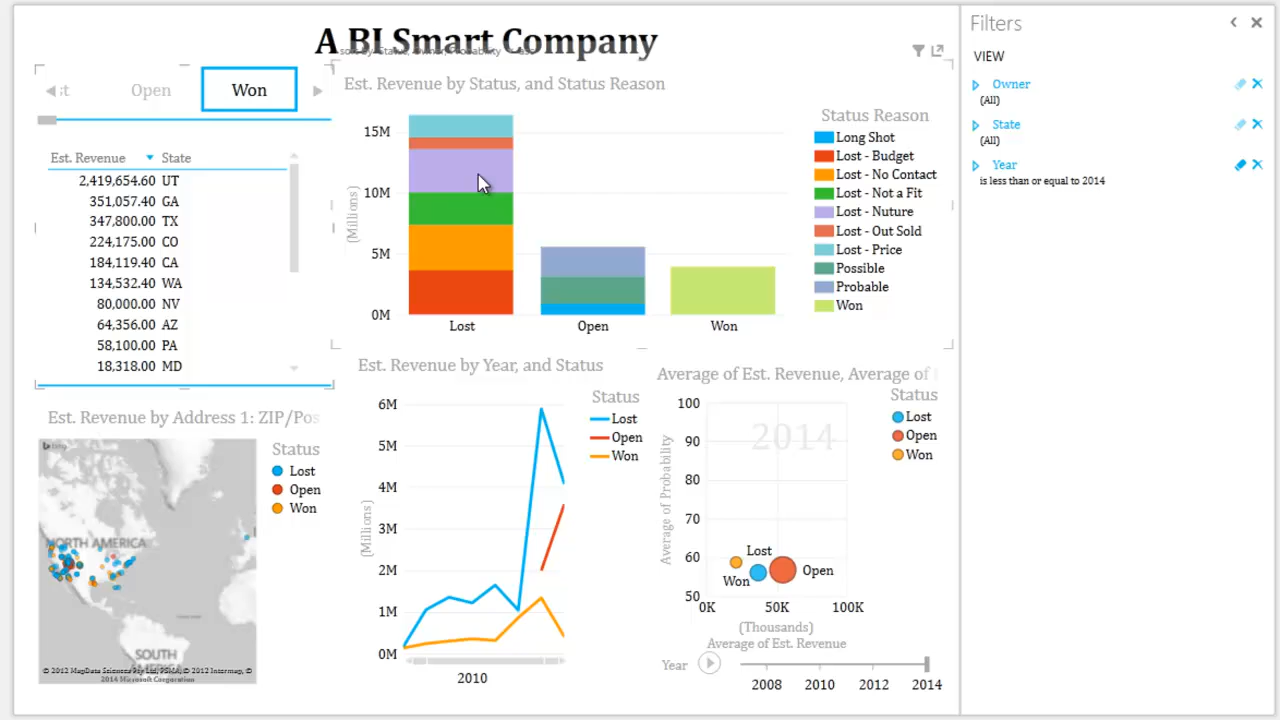 A BI Smart Company
st
Open
Won
Est. Revenue State
2,419,654.60 UT
351,057.40 GA
347,800.00 TX
224,175.00 CO
184,119.40 CA
134,532.40 WA
80,000.00 NV
64,356.00 AZ
58,100.00 PA
18,318.00 MD
Est. Revenue by Status, and Status Reason
15M
10M
5M
0M
(Millions)
Lost
Open
Won
Status Reason
Long Shot
Lost - Budget
Lost - No Contact
Lost - Not a Fit
Lost - Nuture
Lost - Out Sold
Lost - Price
Possible
Probable
Won
Est. Revenue by Address 1: ZIP/Pos
Status
Lost
Open
Won
bing
NORTH AMERICA
SOUTH
AMERICA
Est. Revenue by Year, and Status
6M
5M
4M
3M
2M
1M
0M
(Millions)
2010
Status
Lost
Open
Won
Average of Est. Revenue, Average of
Status
Lost
Open
Won
100
90
80
70
60
50
Average of Probability
2014
Lost
Won
Open
0K
50K
100K
(Thousands)
Average of Est. Revenue
Year
2008
2010
2012
2014
Filters
VIEW
Owner
(All)
State
(All)
Year
is less than or equal to 2014